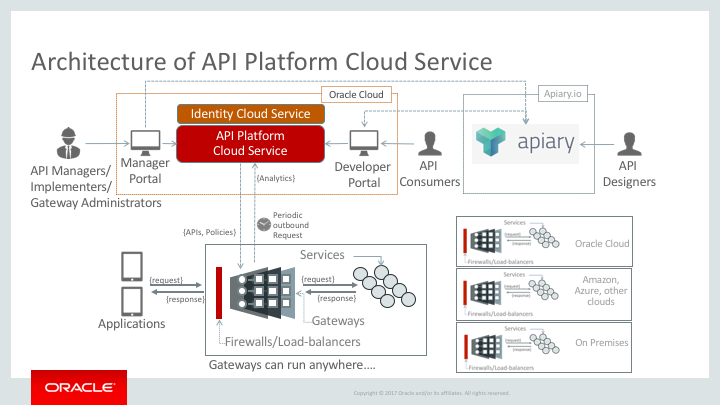 Architecture of API Platform Cloud Service
Oracle Cloud
Apiary.io
Identity Cloud Service
API Platform
Cloud Service
apiary
Manager
Portal
Developer
Portal
API
Consumers
API
Designers
API Managers/
Implementers/
Gateway Administrators
{Analytics}
{APIs, Policies}
Periodic
outbound
Request
Services
{request}
{response}
{request}
{response}
Applications
Gateways
Firewalls/Load-balancers
Gateways can run anywhere....
Services
{request}
{response}
Oracle Cloud
Firewalls/Load-balancers
Services
{request}
{response}
Amazon,
Azure, other
clouds
Firewalls/Load-balancers
Services
{request}
{response}
On Premises
Firewalls/Load-balancers
ORACLE
Copyright © 2017 Oracle and/or its affiliates. All rights reserved.